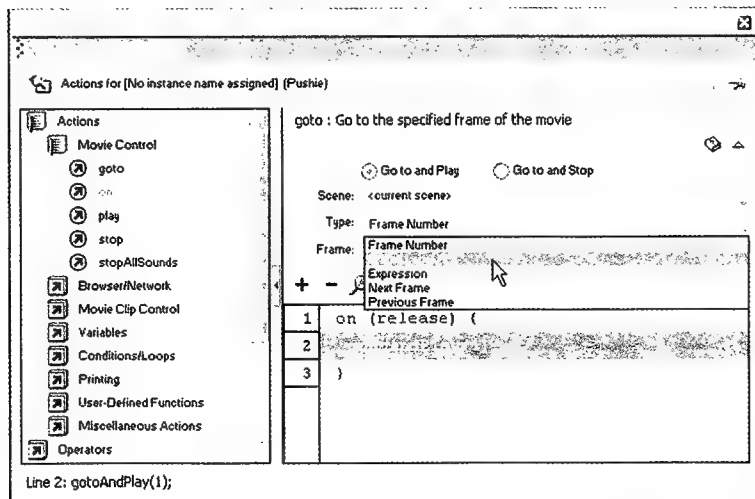 Actions for [No instance name assigned] (Pushie)
Actions
Movie Control
goto
on
play
stop
stopAllSounds
Browser/Network
Movie Clip Control
Variables
Conditions/Loops
Printing
User-Defined Functions
Miscellaneous Actions
Operators
goto : Go to the specified frame of the movie
Go to and Play Go to and Stop
Scene: <current scene>
Type: Frame Number
Frame:
Frame Number
Expression
Next Frame
Previous Frame
1 on (release) {
2
3 }
Line 2: gotoAndPlay(1);